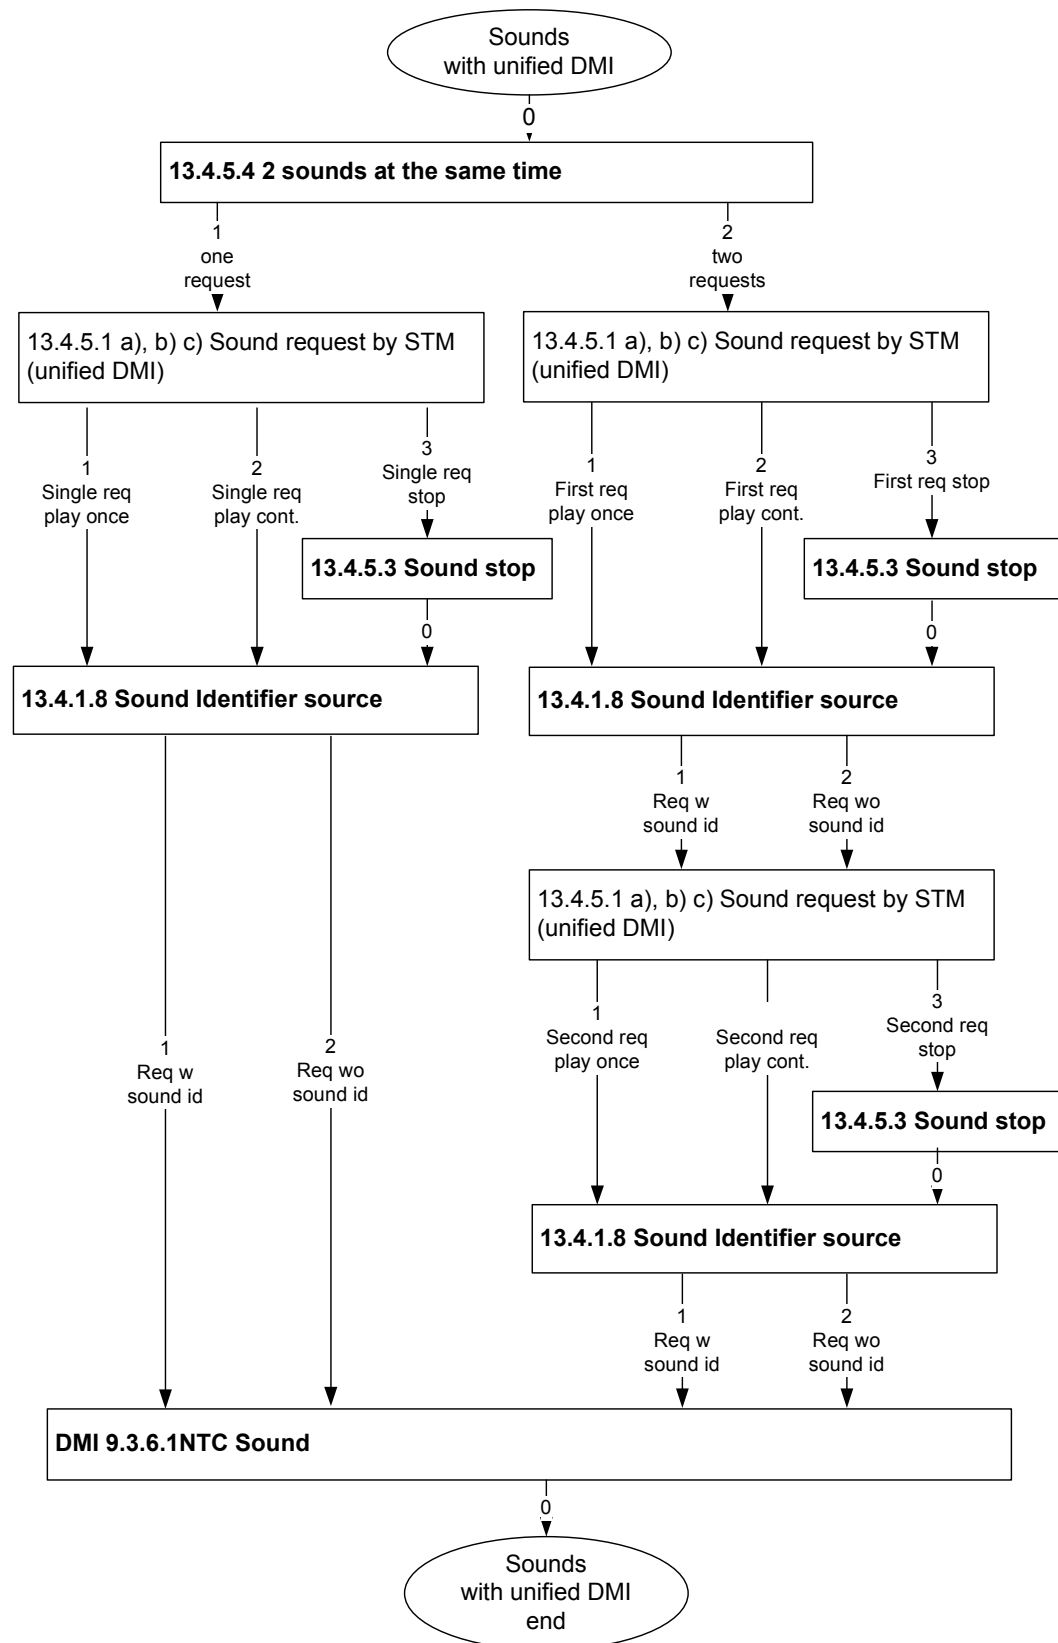 Sounds
with unified DMI
0
13.4.5.4 2 sounds at the same time
1
one
request
2
two
requests
13.4.5.1 a), b) c) Sound request by STM
(unified DMI)
13.4.5.1 a), b) c) Sound request by STM
(unified DMI)
1
Single req
play once
2
Single req
play cont.
3
Single req
stop
1
First req
play once
2
First req
play cont.
3
First req stop
13.4.5.3 Sound stop
13.4.5.3 Sound stop
0
0
13.4.1.8 Sound Identifier source
13.4.1.8 Sound Identifier source
1
Req w
sound id
2
Req wo
sound id
13.4.5.1 a), b) c) Sound request by STM
(unified DMI)
1
Second req
play once
Second req
play cont.
3
Second req
stop
1
Req w
sound id
2
Req wo
sound id
13.4.5.3 Sound stop
0
13.4.1.8 Sound Identifier source
1
Req w
sound id
2
Req wo
sound id
DMI 9.3.6.1NTC Sound
0
Sounds
with unified DMI
end